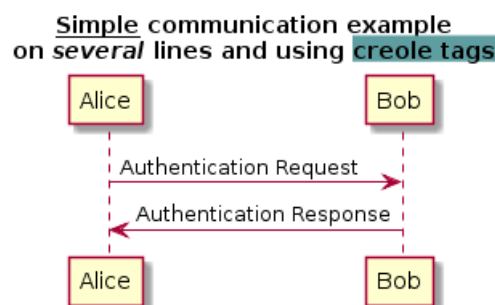 Simple communication example
on several lines and using creole tags
Alice Bob
Authentication Request
Authentication Response
Alice Bob